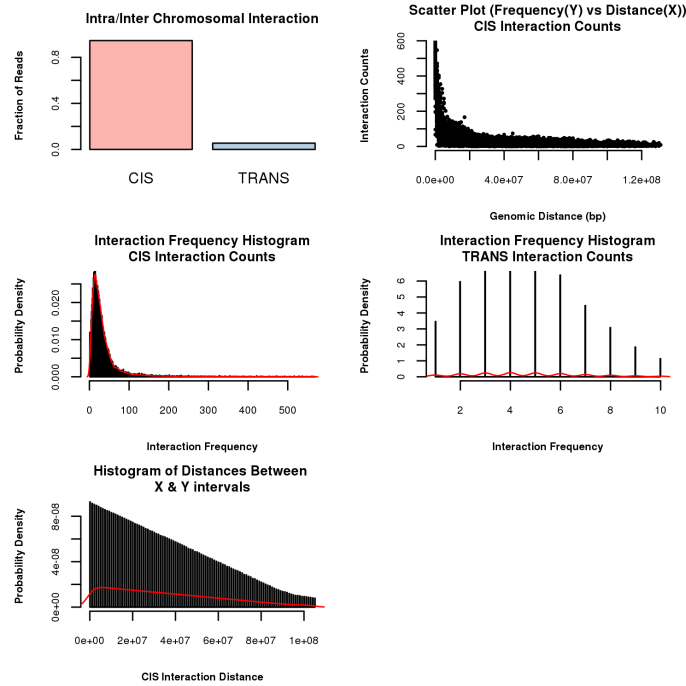 Intra/Inter Chromosomal Interaction
Fraction of Reads
0.0 0.4 0.8
CIS TRANS
Scatter Plot (Frequency(Y) vs Distance(X))
CIS Interaction Counts
Interaction Counts
0 200 400 600
0.0e+00 4.0e+07 8.0e+07 1.2e+08
Genomic Distance (bp)
Interaction Frequency Histogram
CIS Interaction Counts
Probability Density
0.000 0.010 0.020
0 100 200 300 400 500
Interaction Frequency
Interaction Frequency Histogram
TRANS Interaction Counts
Probability Density
0 1 2 3 4 5 6
2 4 6 8 10
Interaction Frequency
Histogram of Distances Between
X & Y intervals
Probability Density
0e+00 4e-08 8e-08
0e+00 2e+07 4e+07 6e+07 8e+07 1e+08
CIS Interaction Distance